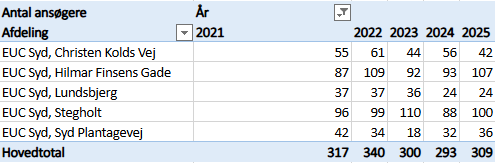 Antal ansøgere År
Afdeling 2021 2022 2023 2024 2025
EUC Syd, Christen Kolds Vej 55 61 44 56 42
EUC Syd, Hilmar Finsens Gade 87 109 92 93 107
EUC Syd, Lundsbjerg 37 37 36 24 24
EUC Syd, Stegholt 96 99 110 88 100
EUC Syd, Syd Plantagevej 42 34 18 32 36
Hovedtotal 317 340 300 293 309